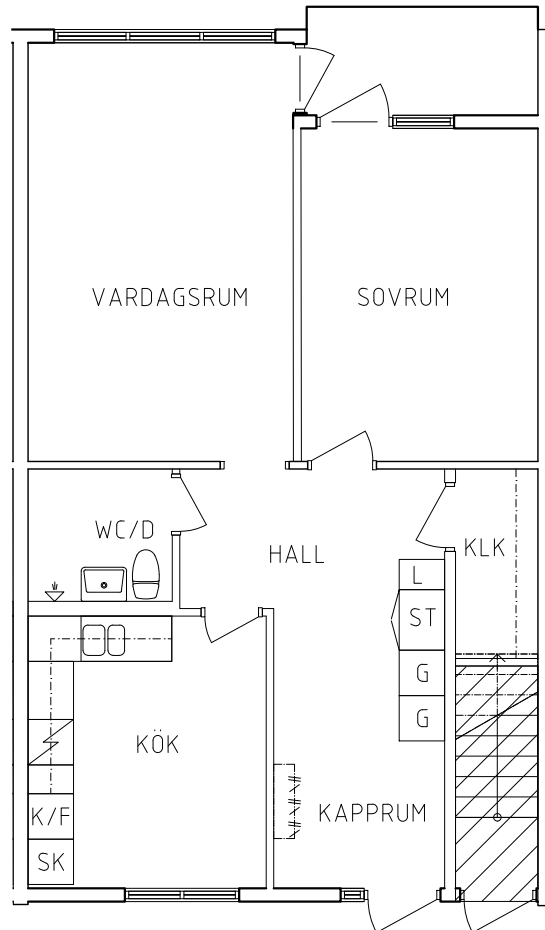 VARDAGSRUM
SOVRUM
WC/D
HALL
KLK
L
ST
G
G
KÖK
KAPPRUM
K/F
SK